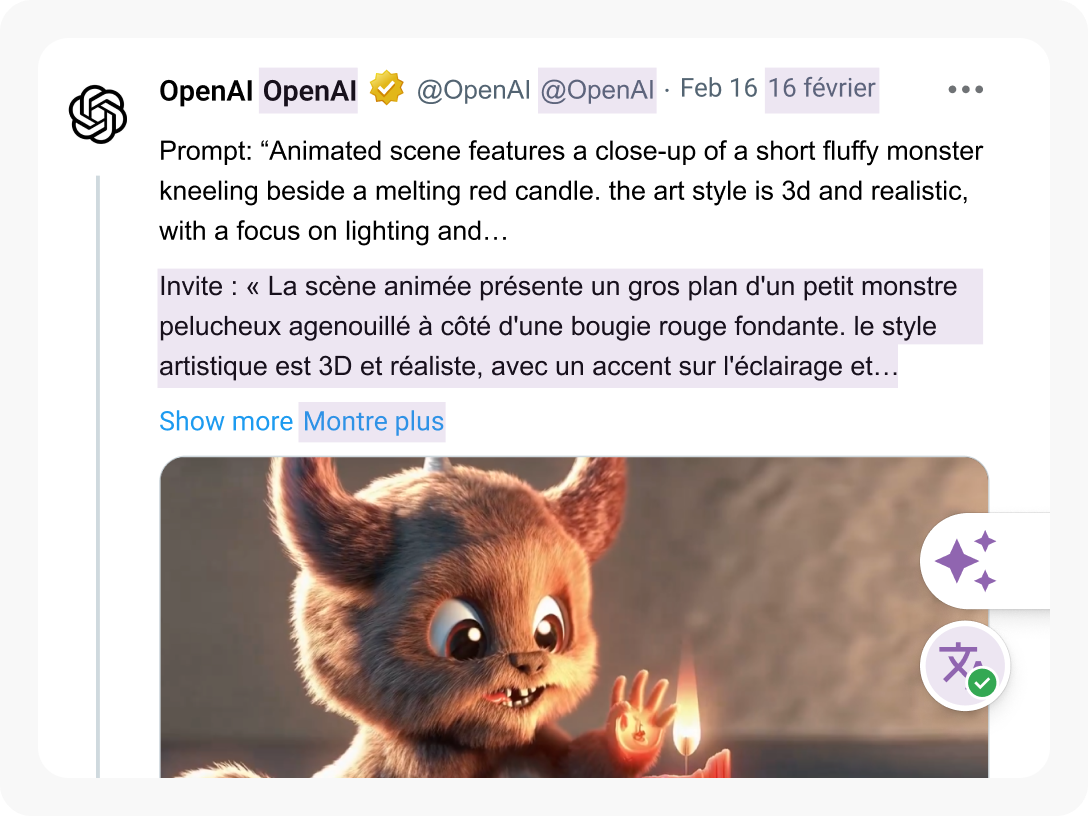 OpenAI OpenAI @OpenAI @OpenAI · Feb 16 16 février
Prompt: “Animated scene features a close-up of a short fluffy monster
kneeling beside a melting red candle. the art style is 3d and realistic,
with a focus on lighting and…
Invite : « La scène animée présente un gros plan d'un petit monstre
pelucheux agenouillé à côté d'une bougie rouge fondante. le style
artistique est 3D et réaliste, avec un accent sur l'éclairage et…
Show more Montre plus
文A